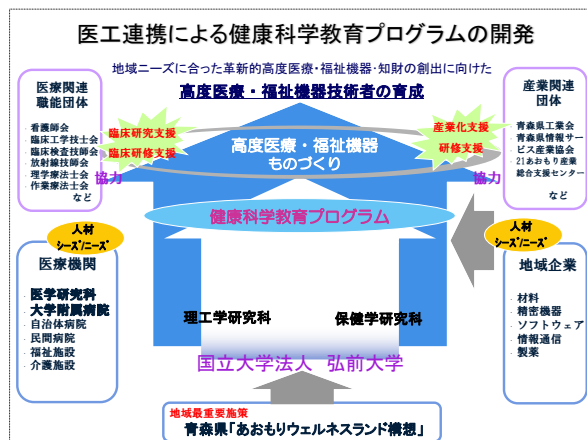 医工連携による健康科学教育プログラムの開発
地域ニーズに合った革新的高度医療・福祉機器・知財の創出に向けた
高度医療・福祉機器技術者の育成
医療関連
職能団体
看護師会
臨床工学技士会
臨床検査技師会
放射線技師会
理学療法士会
作業療法士会
など
協力
臨床研究支援
臨床研修支援
高度医療・福祉機器
ものづくり
産業化支援
研修支援
産業関連
団体
青森県工業会
青森県情報サー
ビス産業協会
21あおもり産業
総合支援センター
など
協力
健康科学教育プログラム
人材
シーズ/ニーズ
医療機関
医学研究科
大学附属病院
自治体病院
民間病院
福祉施設
介護施設
理工学研究科
保健学研究科
国立大学法人 弘前大学
人材
シーズ/ニーズ
地域企業
材料
精密機器
ソフトウェア
情報通信
製薬
地域最重要施策
青森県「あおもりウェルネスランド構想」